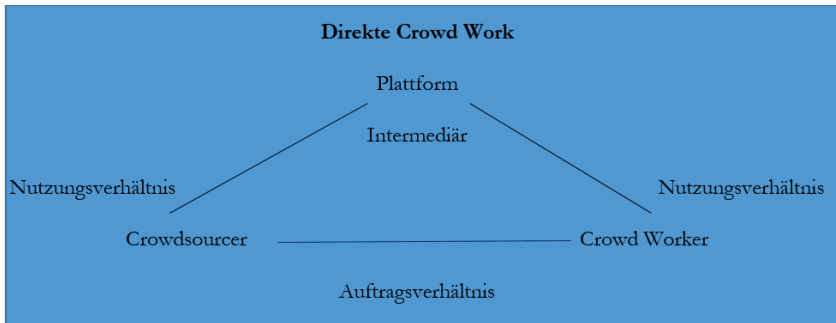 Direkte Crowd Work
Plattform
Intermediär
Nutzungsverhältnis Nutzungsverhältnis
Crowdsourcer Crowd Worker
Auftragsverhältnis